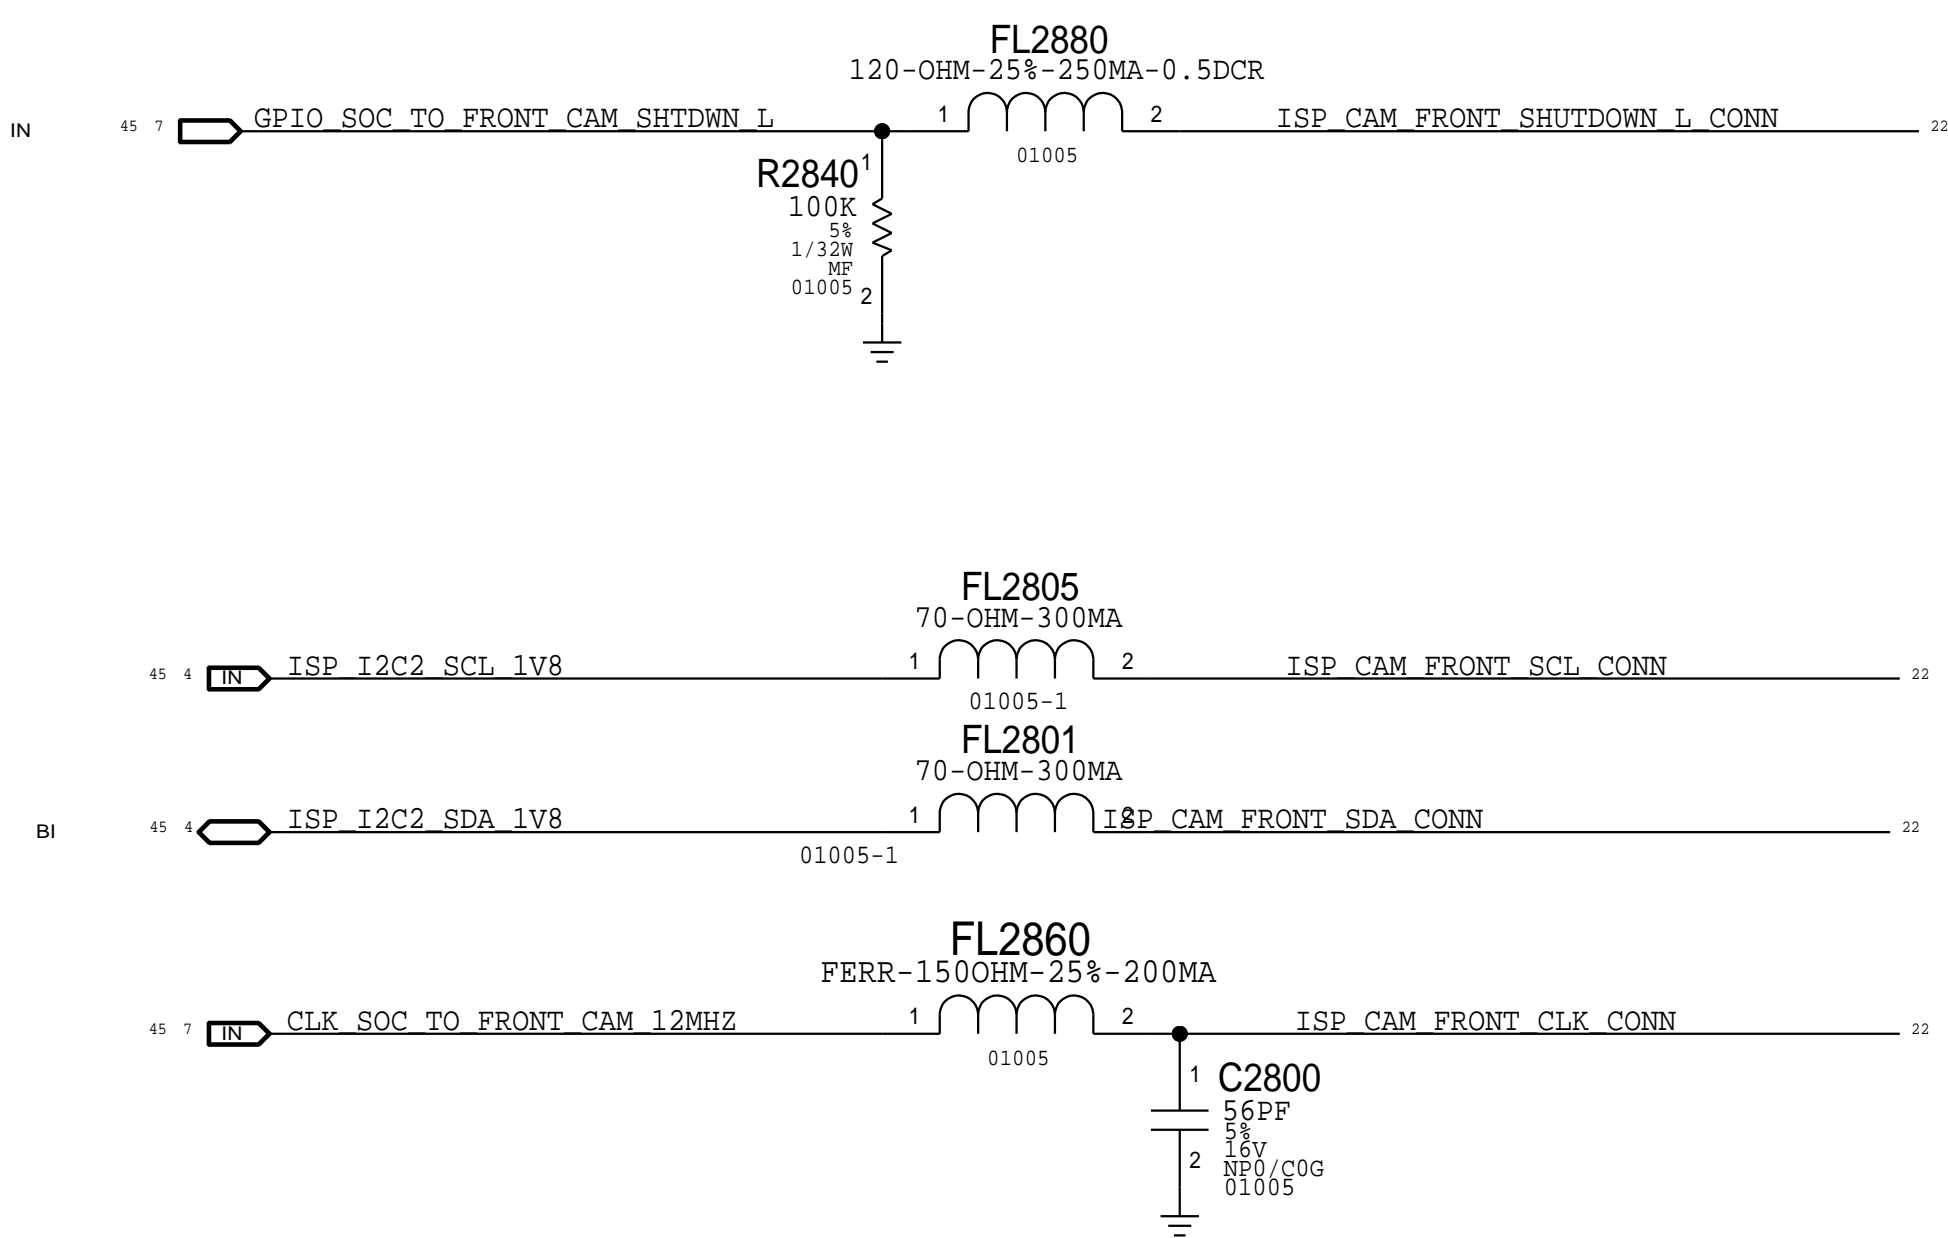 FL2880
120-OHM-25%-250MA-0.5DCR
IN 45 7 GPIO_SOC_TO_FRONT_CAM_SHTDWN_L 1 2 ISP_CAM_FRONT_SHUTDOWN_L_CONN 22
01005
R2840 1
100K
5%
1/32W
MF
01005 2
FL2805
70-OHM-300MA
45 4 IN ISP_I2C2_SCL_1V8 1 2 ISP_CAM_FRONT_SCL_CONN 22
01005-1
FL2801
70-OHM-300MA
BI 45 4 ISP_I2C2_SDA_1V8 1 2 ISP_CAM_FRONT_SDA_CONN 22
01005-1
FL2860
FERR-150OHM-25%-200MA
45 7 IN CLK_SOC_TO_FRONT_CAM_12MHZ 1 2 ISP_CAM_FRONT_CLK_CONN 22
01005
1 C2800
56PF
5%
16V
2 NP0/C0G
01005